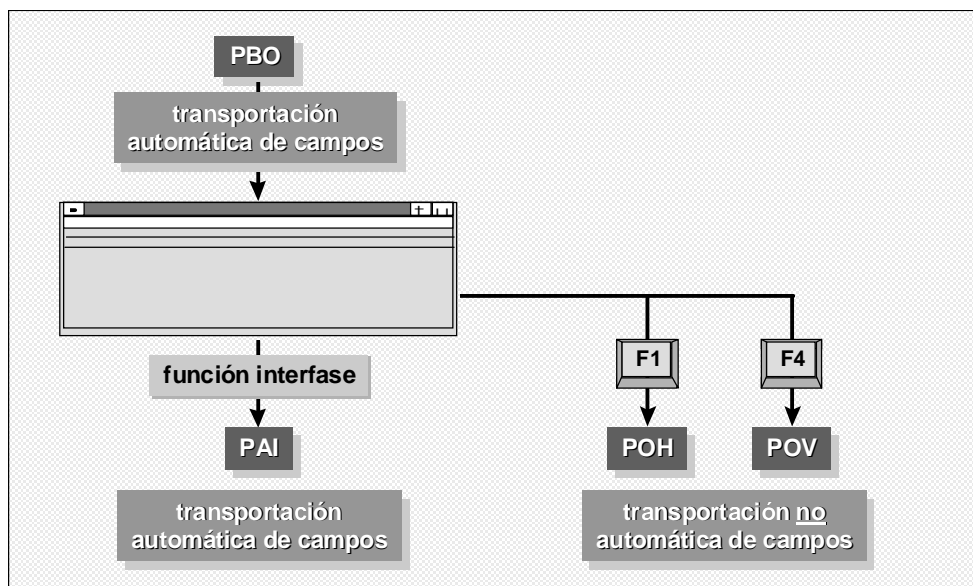 PBO
transportación
automática de campos
función interfase
F1
F4
PAI
POH
POV
transportación
automática de campos
transportación no
automática de campos